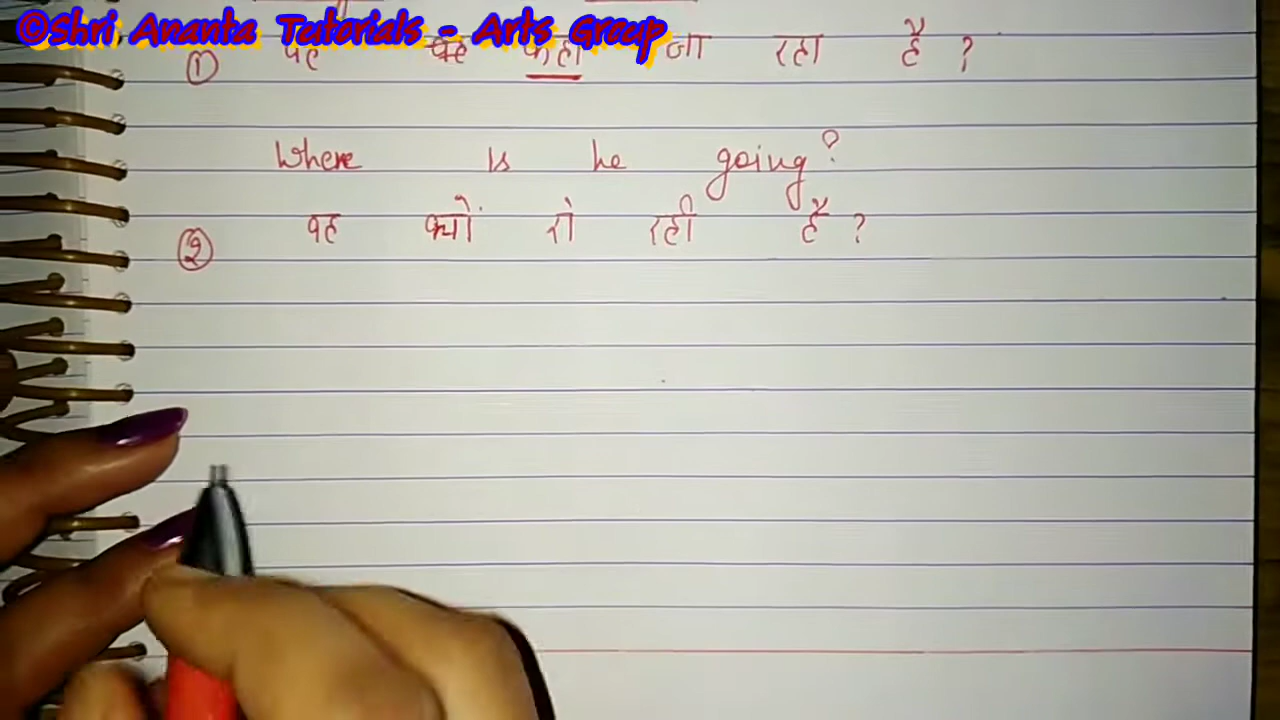 ©Shri Ananta Tutorials - Arts Group
① वह कहाँ जा रहा है ?
Where is he going?
② वह क्यों रो रही है ?